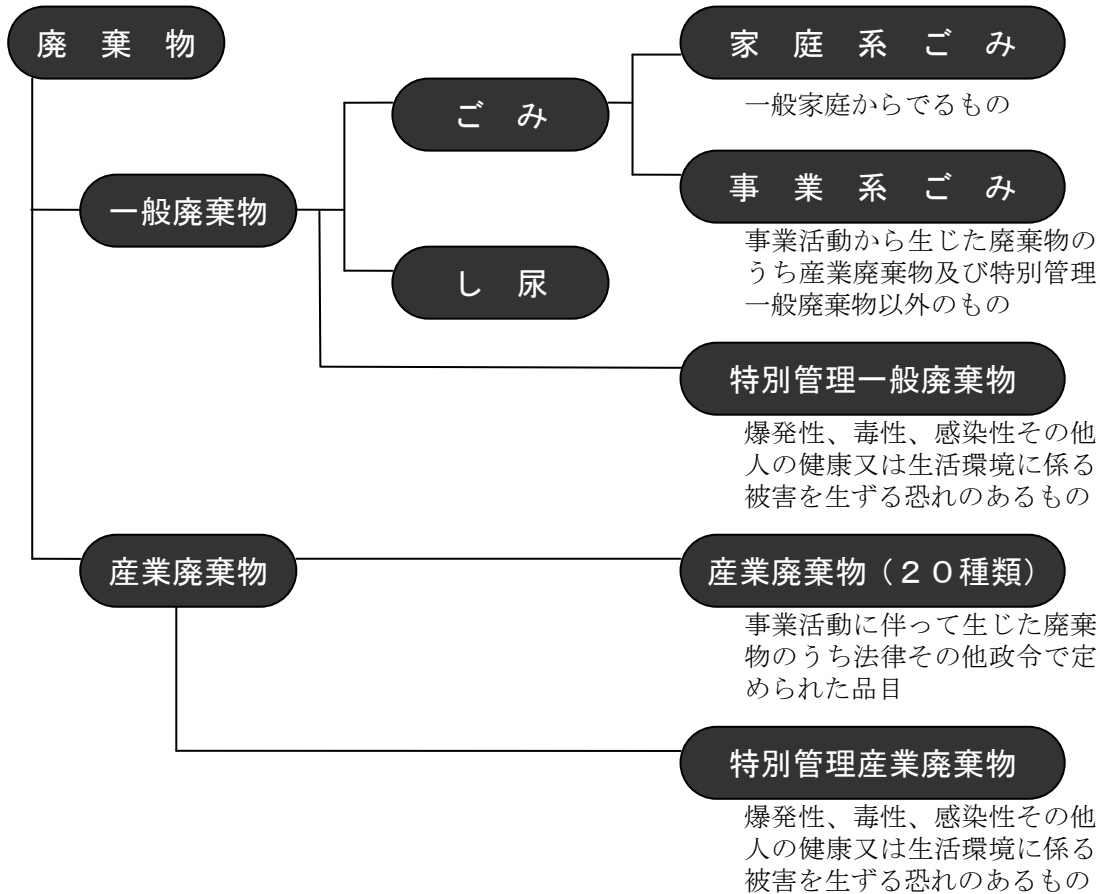 廃棄物
家庭系ごみ
一般家庭からでるもの
ごみ
事業系ごみ
事業活動から生じた廃棄物の
うち産業廃棄物及び特別管理
一般廃棄物以外のもの
一般廃棄物
し尿
特別管理一般廃棄物
爆発性、毒性、感染性その他
人の健康又は生活環境に係る
被害を生ずる恐れのあるもの
産業廃棄物
産業廃棄物（２０種類）
事業活動に伴って生じた廃棄
物のうち法律その他政令で定
められた品目
特別管理産業廃棄物
爆発性、毒性、感染性その他
人の健康又は生活環境に係る
被害を生ずる恐れのあるもの